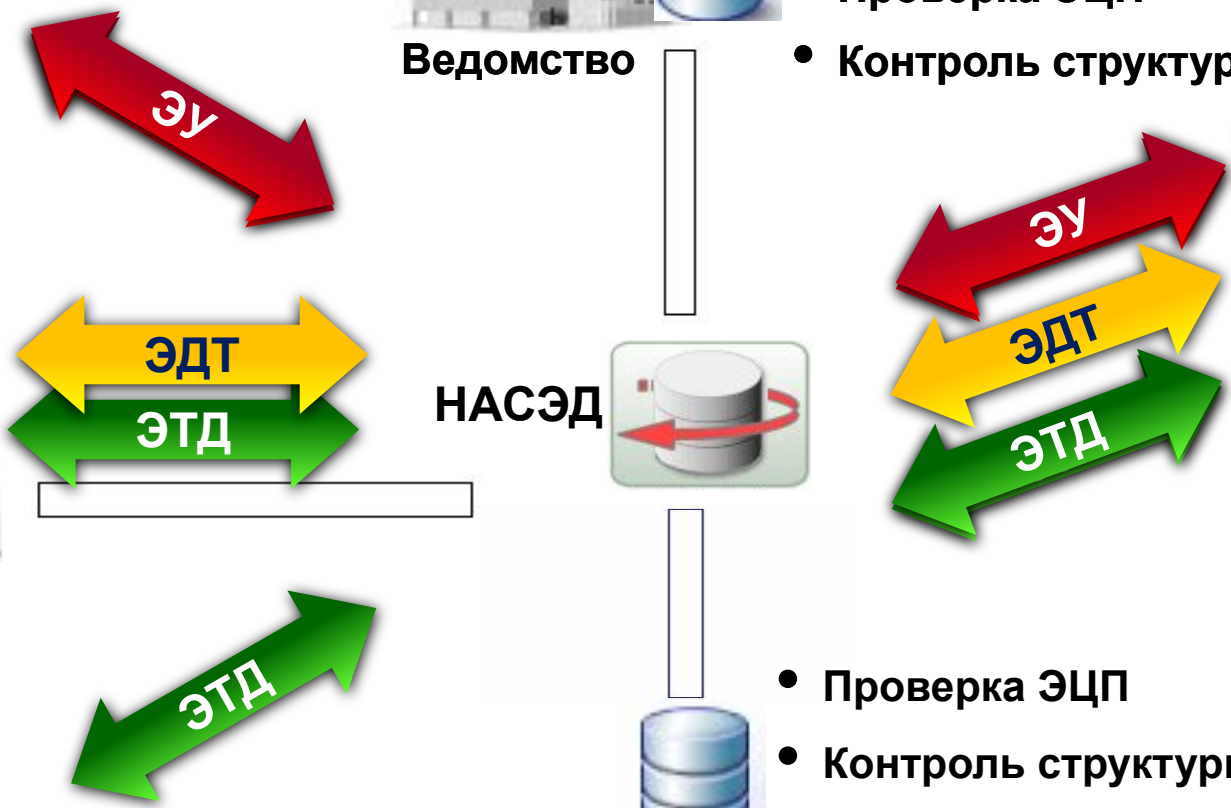 Ведомство
• Контроль структур
ЭУ
ЭУ
ЭДТ
ЭДТ
НАСЭД
ЭТД
ЭТД
ЭТД
• Проверка ЭЦП
• Контроль структур